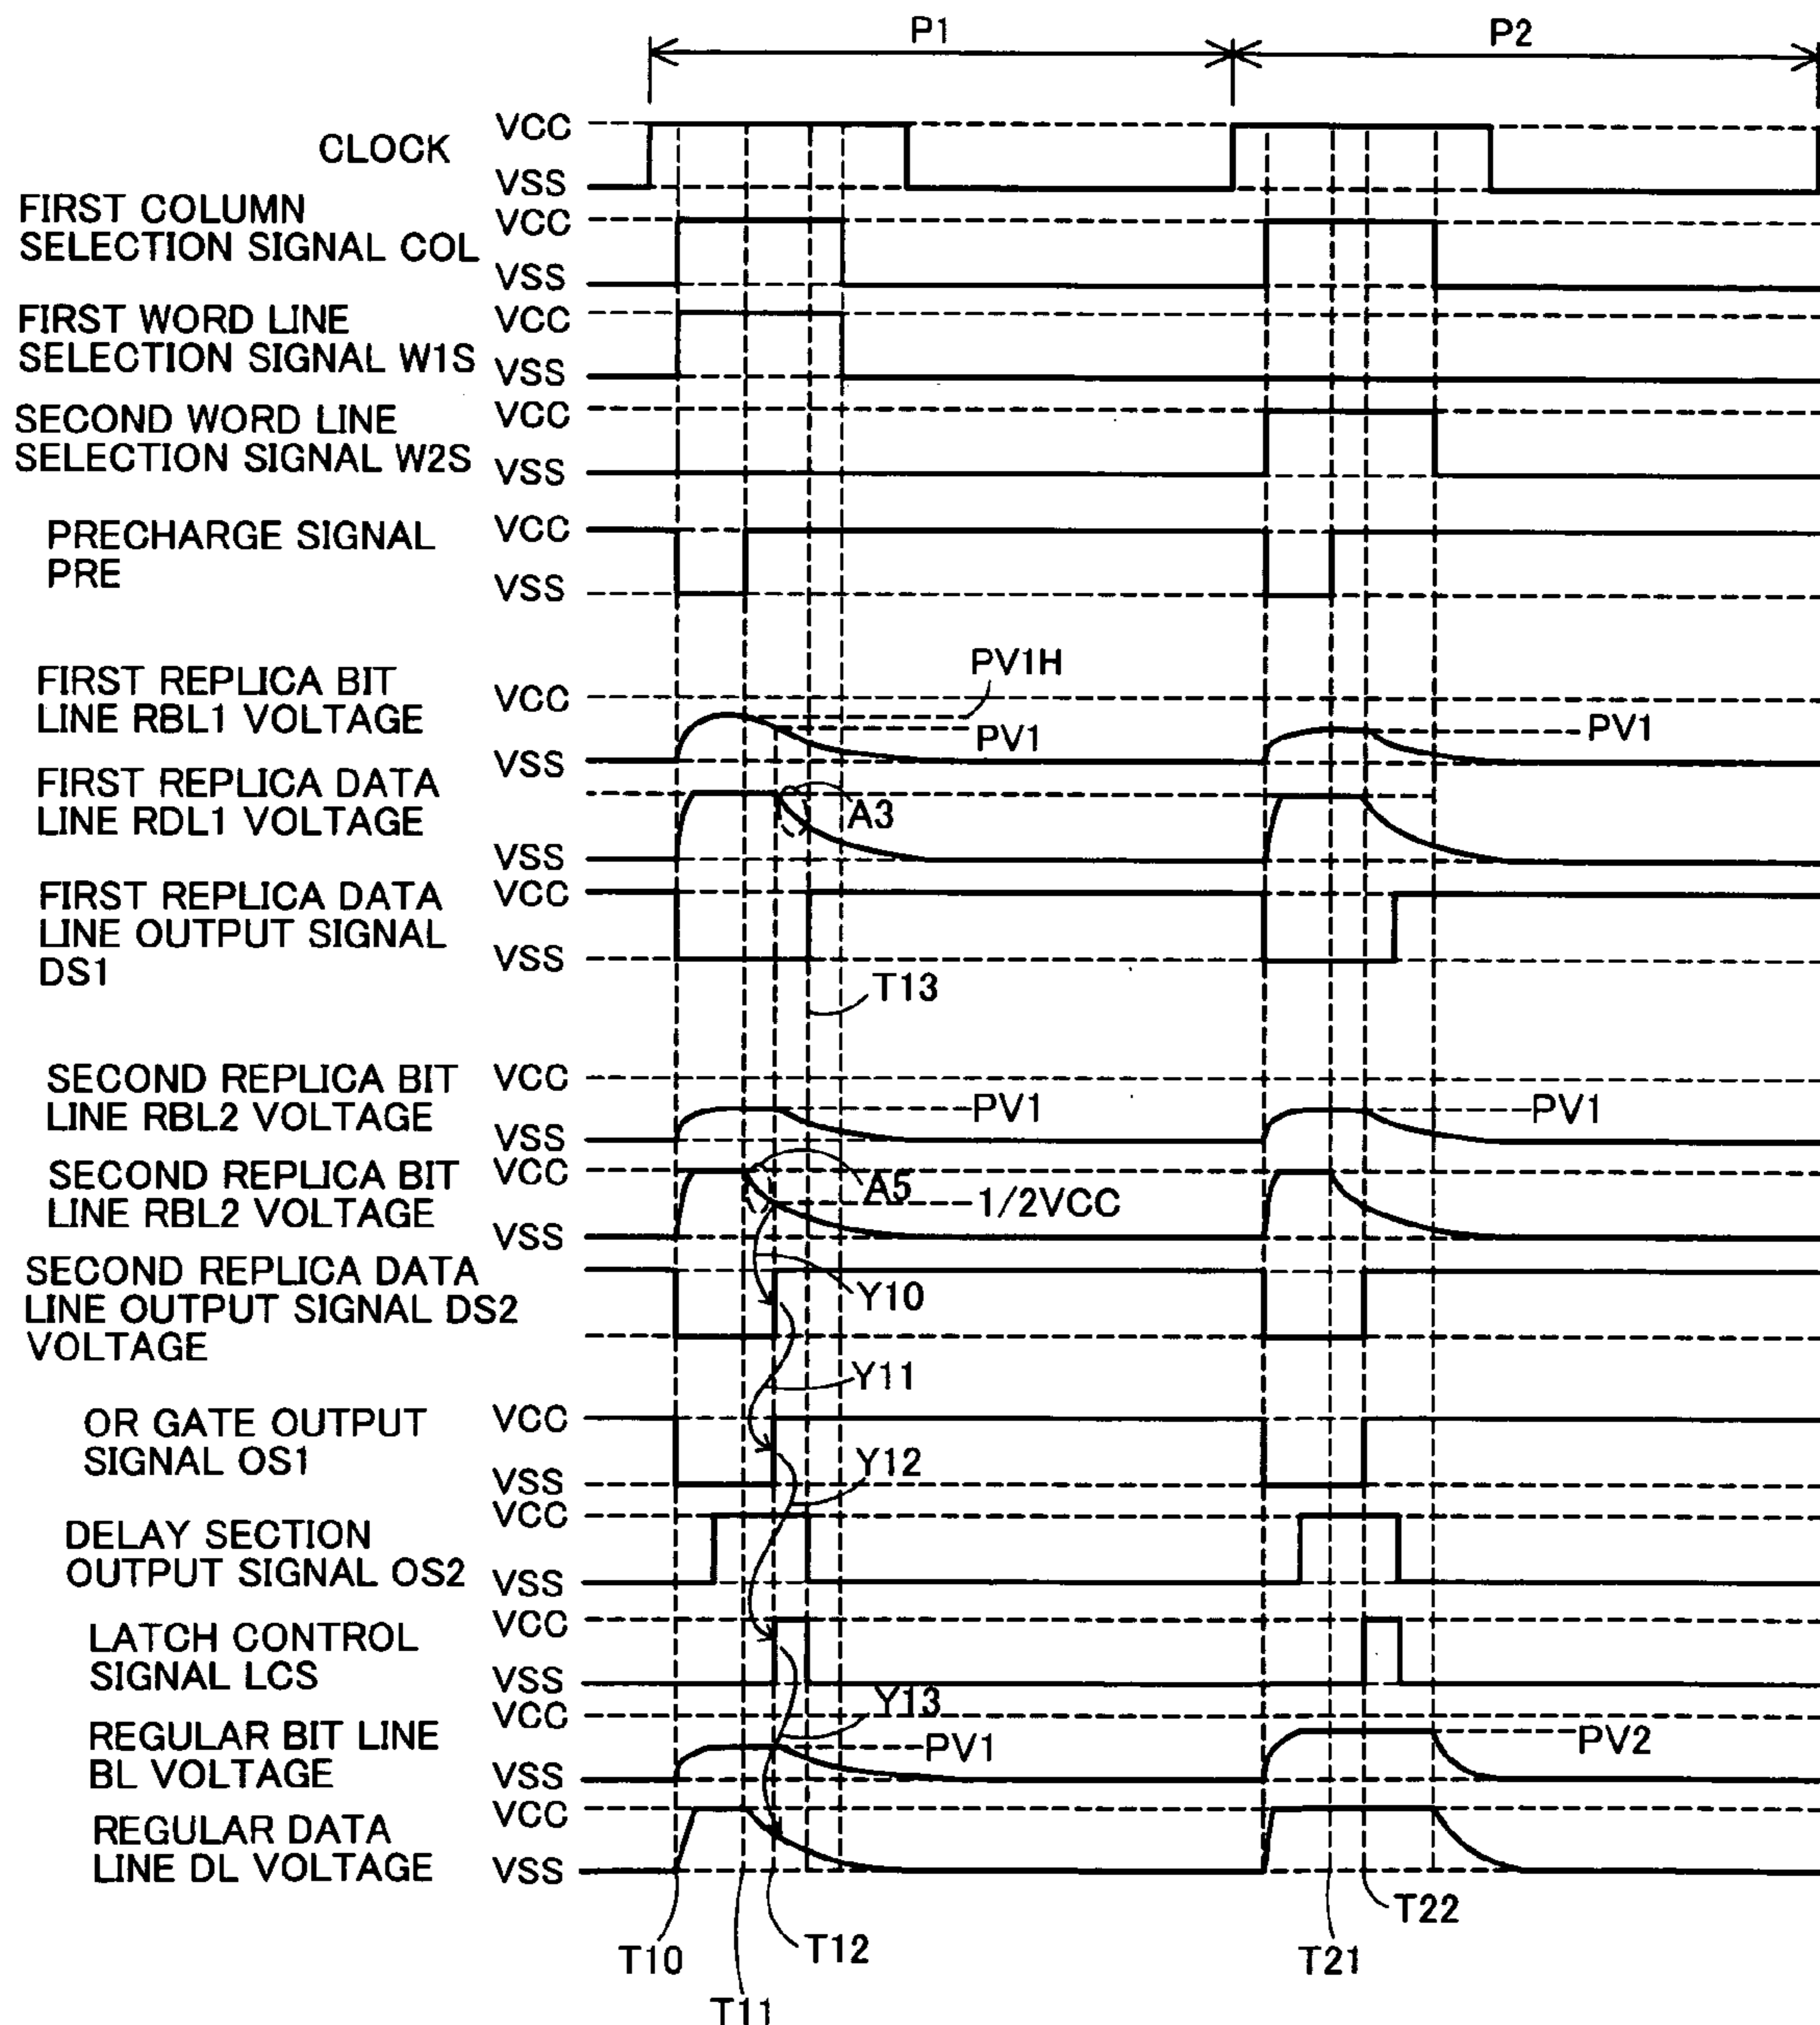 P1
P2
CLOCK
VCC
VSS
FIRST COLUMN
SELECTION SIGNAL COL
VCC
VSS
FIRST WORD LINE
SELECTION SIGNAL W1S
VCC
VSS
SECOND WORD LINE
SELECTION SIGNAL W2S
VCC
VSS
PRECHARGE SIGNAL
PRE
VCC
VSS
FIRST REPLICA BIT
LINE RBL1 VOLTAGE
VCC
VSS
PV1H
PV1
PV1
FIRST REPLICA DATA
LINE RDL1 VOLTAGE
VSS
A3
FIRST REPLICA DATA
LINE OUTPUT SIGNAL
DS1
VCC
VSS
T13
SECOND REPLICA BIT
LINE RBL2 VOLTAGE
VCC
VSS
PV1
PV1
SECOND REPLICA BIT
LINE RBL2 VOLTAGE
VCC
VSS
A5
1/2VCC
SECOND REPLICA DATA
LINE OUTPUT SIGNAL DS2
VOLTAGE
Y10
Y11
OR GATE OUTPUT
SIGNAL OS1
VCC
VSS
Y12
DELAY SECTION
OUTPUT SIGNAL OS2
VCC
VSS
LATCH CONTROL
SIGNAL LCS
VCC
VSS
Y13
REGULAR BIT LINE
BL VOLTAGE
VCC
VSS
PV1
PV2
REGULAR DATA
LINE DL VOLTAGE
VCC
VSS
T10
T11
T12
T21
T22